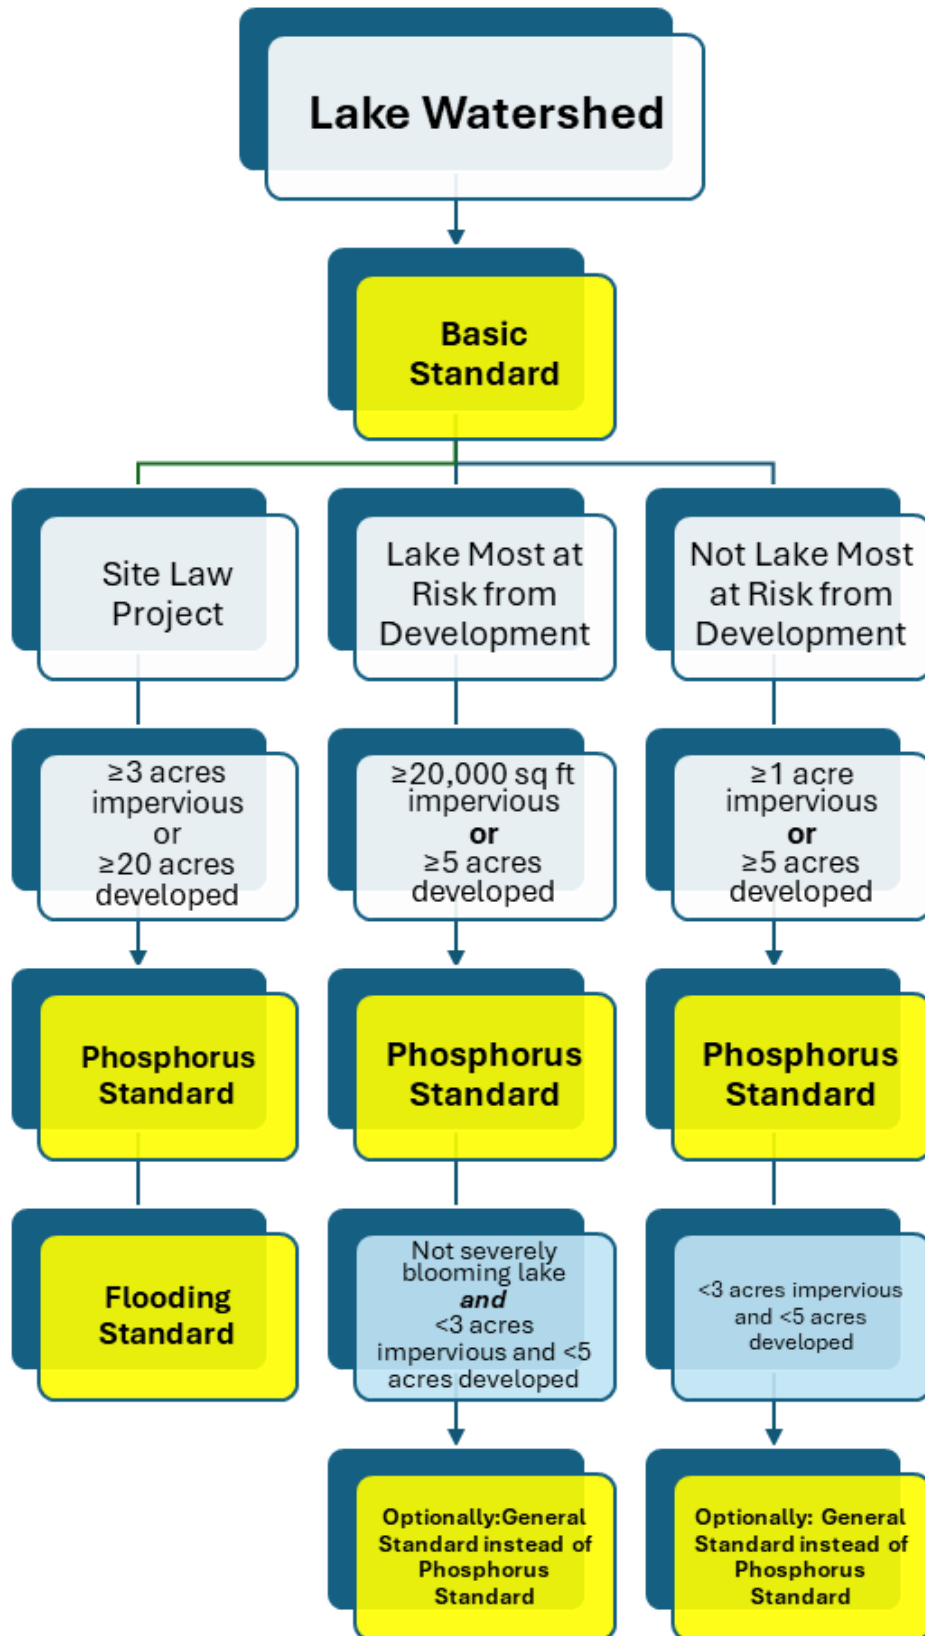 Lake Watershed
Basic
Standard
Site Law
Project
Lake Most at
Risk from
Development
Not Lake Most
at Risk from
Development
≥3 acres
impervious
or
≥20 acres
developed
≥20,000 sq ft
impervious
or
≥5 acres
developed
≥1 acre
impervious
or
≥5 acres
developed
Phosphorus
Standard
Phosphorus
Standard
Phosphorus
Standard
Flooding
Standard
Not severely
blooming lake
and
<3 acres
impervious and <5
acres developed
<3 acres impervious
and <5 acres
developed
Optionally:General
Standard instead of
Phosphorus
Standard
Optionally: General
Standard instead of
Phosphorus
Standard